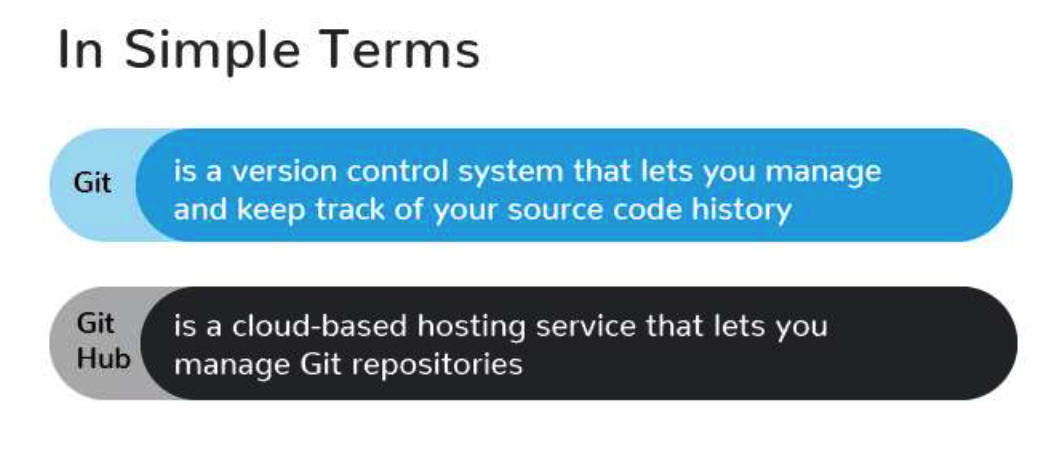 In Simple Terms
Git
is a version control system that lets you manage
and keep track of your source code history
Git
Hub
is a cloud-based hosting service that lets you
manage Git repositories